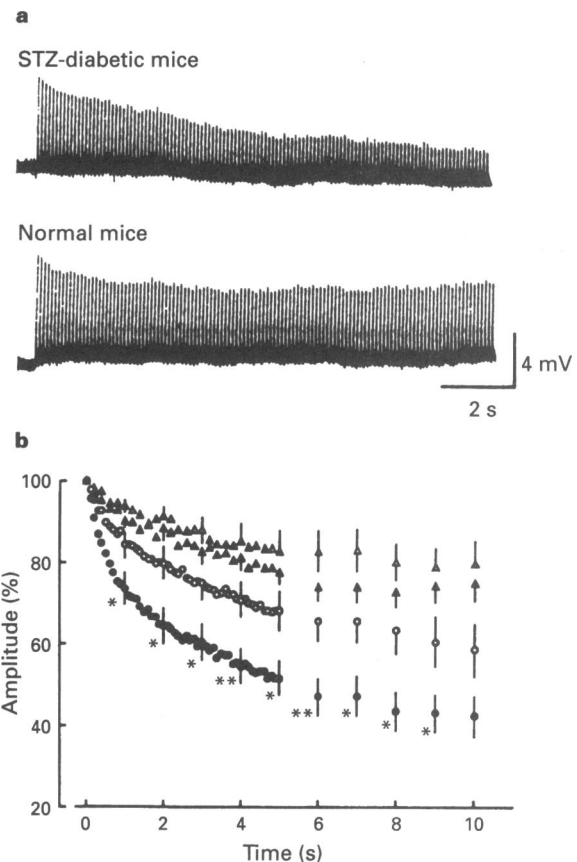 a
STZ-diabetic mice
Normal mice
4 mV
2 s
b
100
80
60
40
20
Amplitude (%)
*
*
*
**
*
**
*
*
*
0 2 4 6 8 10
Time (s)